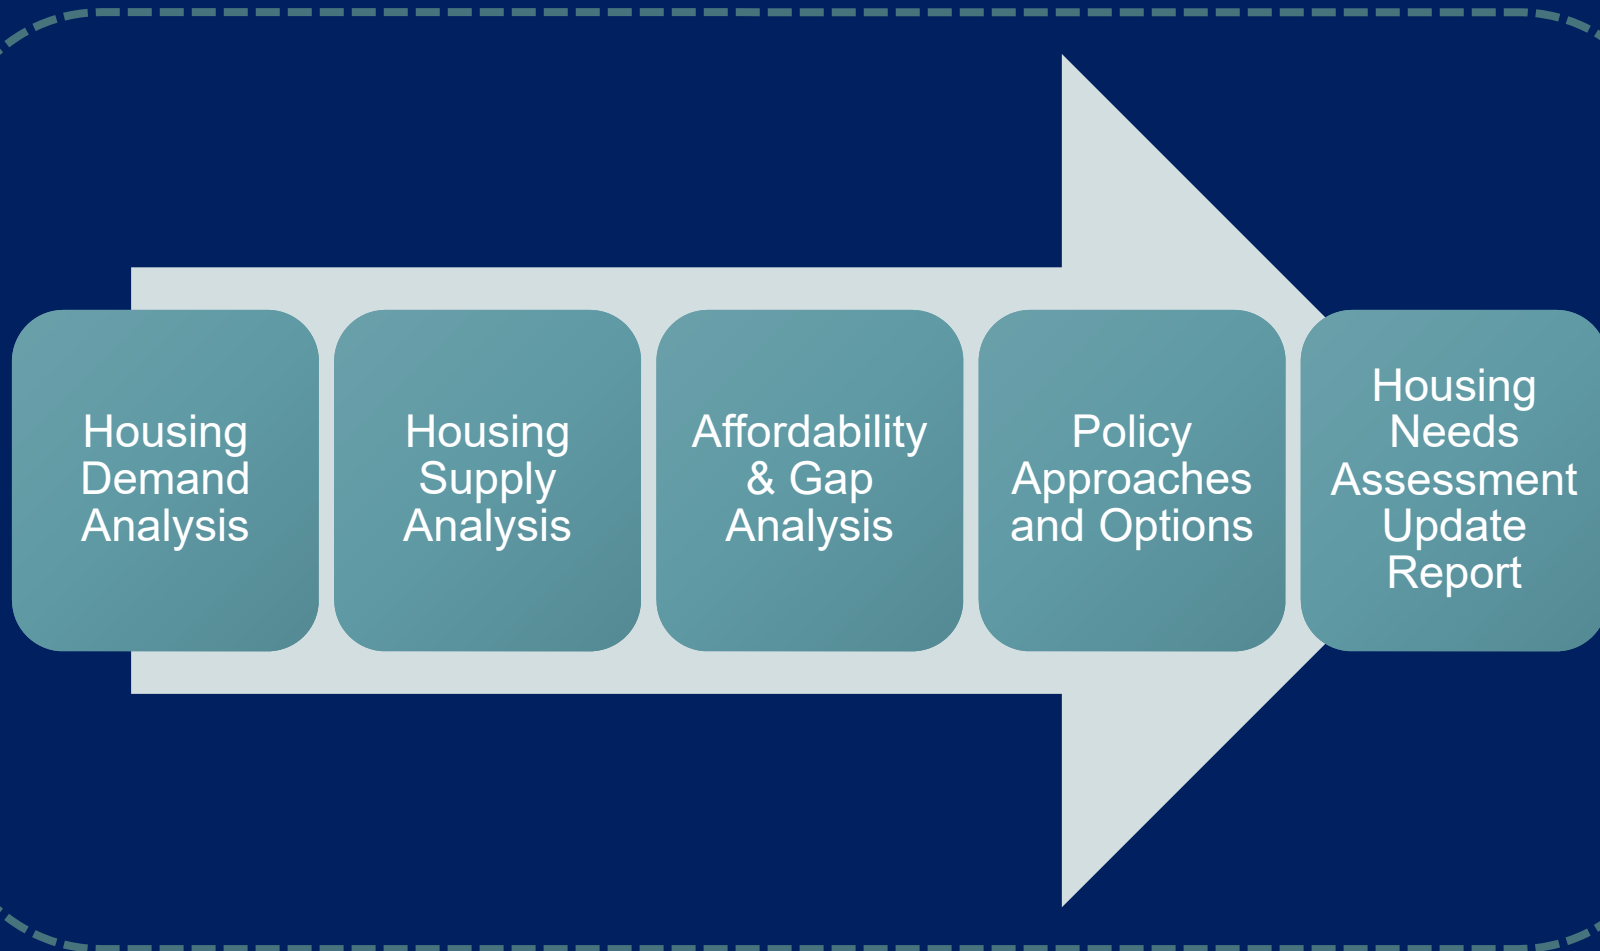 Housing
Demand
Analysis
Housing
Supply
Analysis
Affordability
& Gap
Analysis
Policy
Approaches
and Options
Housing
Needs
Assessment
Update
Report